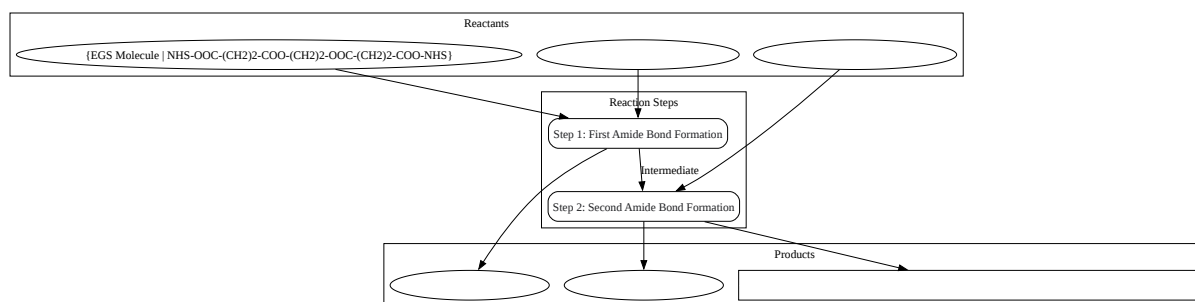 Reactants
{EGS Molecule | NHS-OOC-(CH2)2-COO-(CH2)2-OOC-(CH2)2-COO-NHS}
Reaction Steps
Step 1: First Amide Bond Formation
Intermediate
Step 2: Second Amide Bond Formation
Products